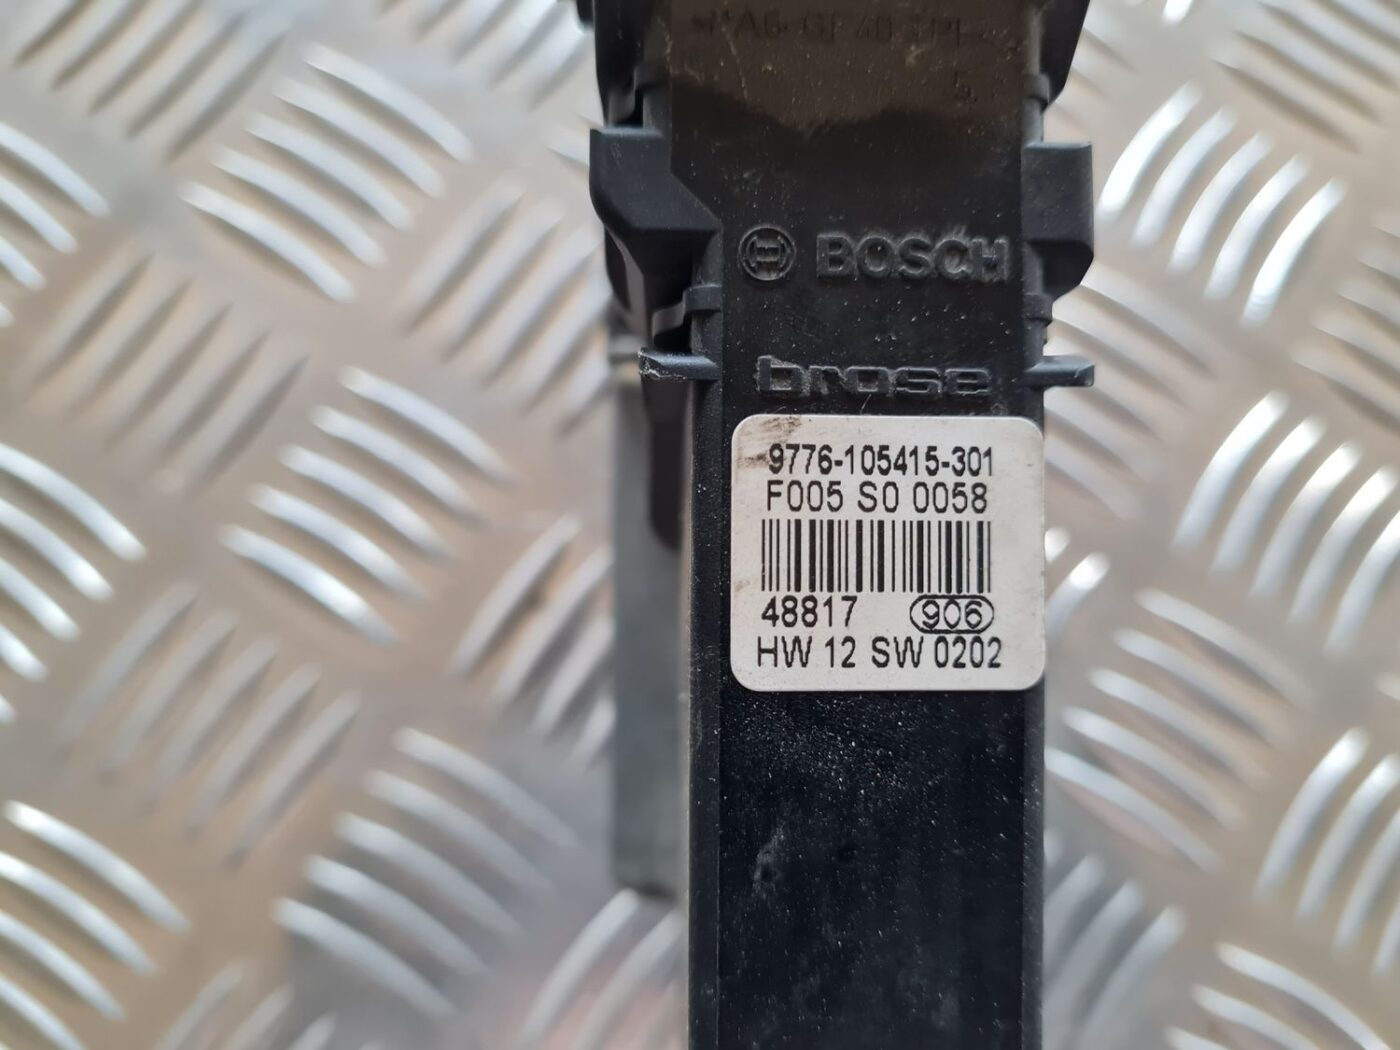 BOSCH
brose
9776-105415-301
F005 S0 0058
48817 906
HW 12 SW 0202